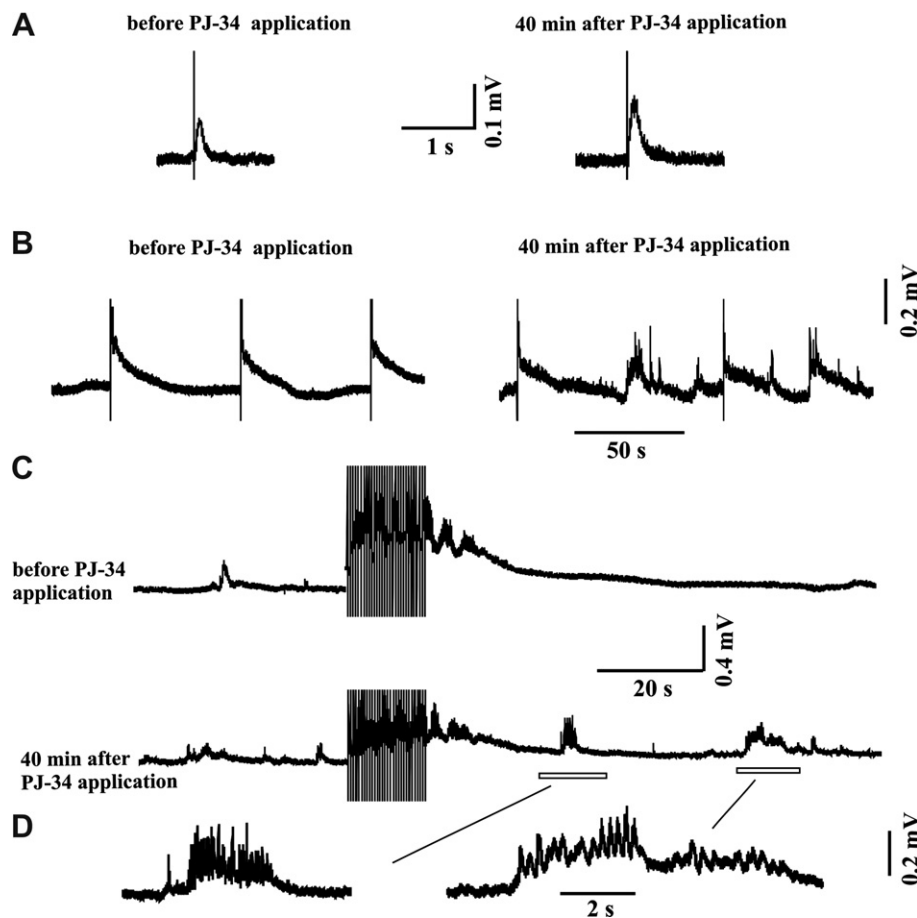 A
before PJ-34 application
40 min after PJ-34 application
0.1 mV
1 s
B
before PJ-34 application
40 min after PJ-34 application
0.2 mV
50 s
C
before PJ-34
application
0.4 mV
20 s
40 min after
PJ-34 application
D
0.2 mV
2 s